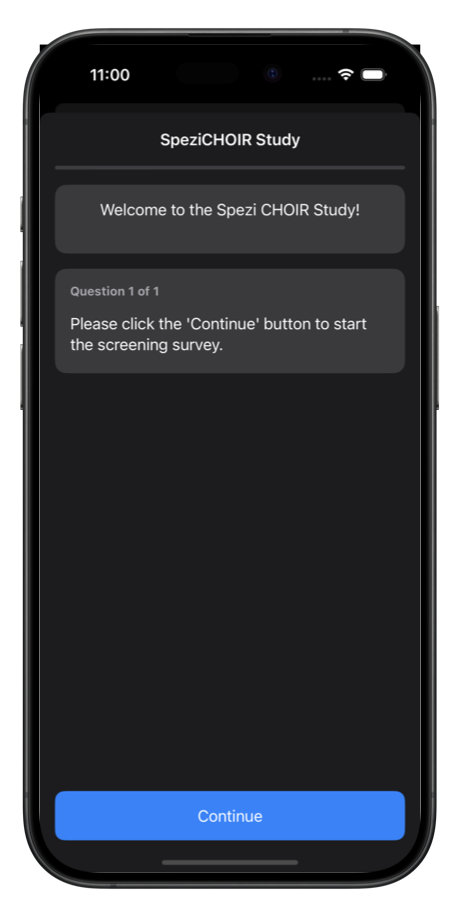 11:00
SpeziCHOIR Study
Welcome to the Spezi CHOIR Study!
Question 1 of 1
Please click the 'Continue' button to start
the screening survey.
Continue